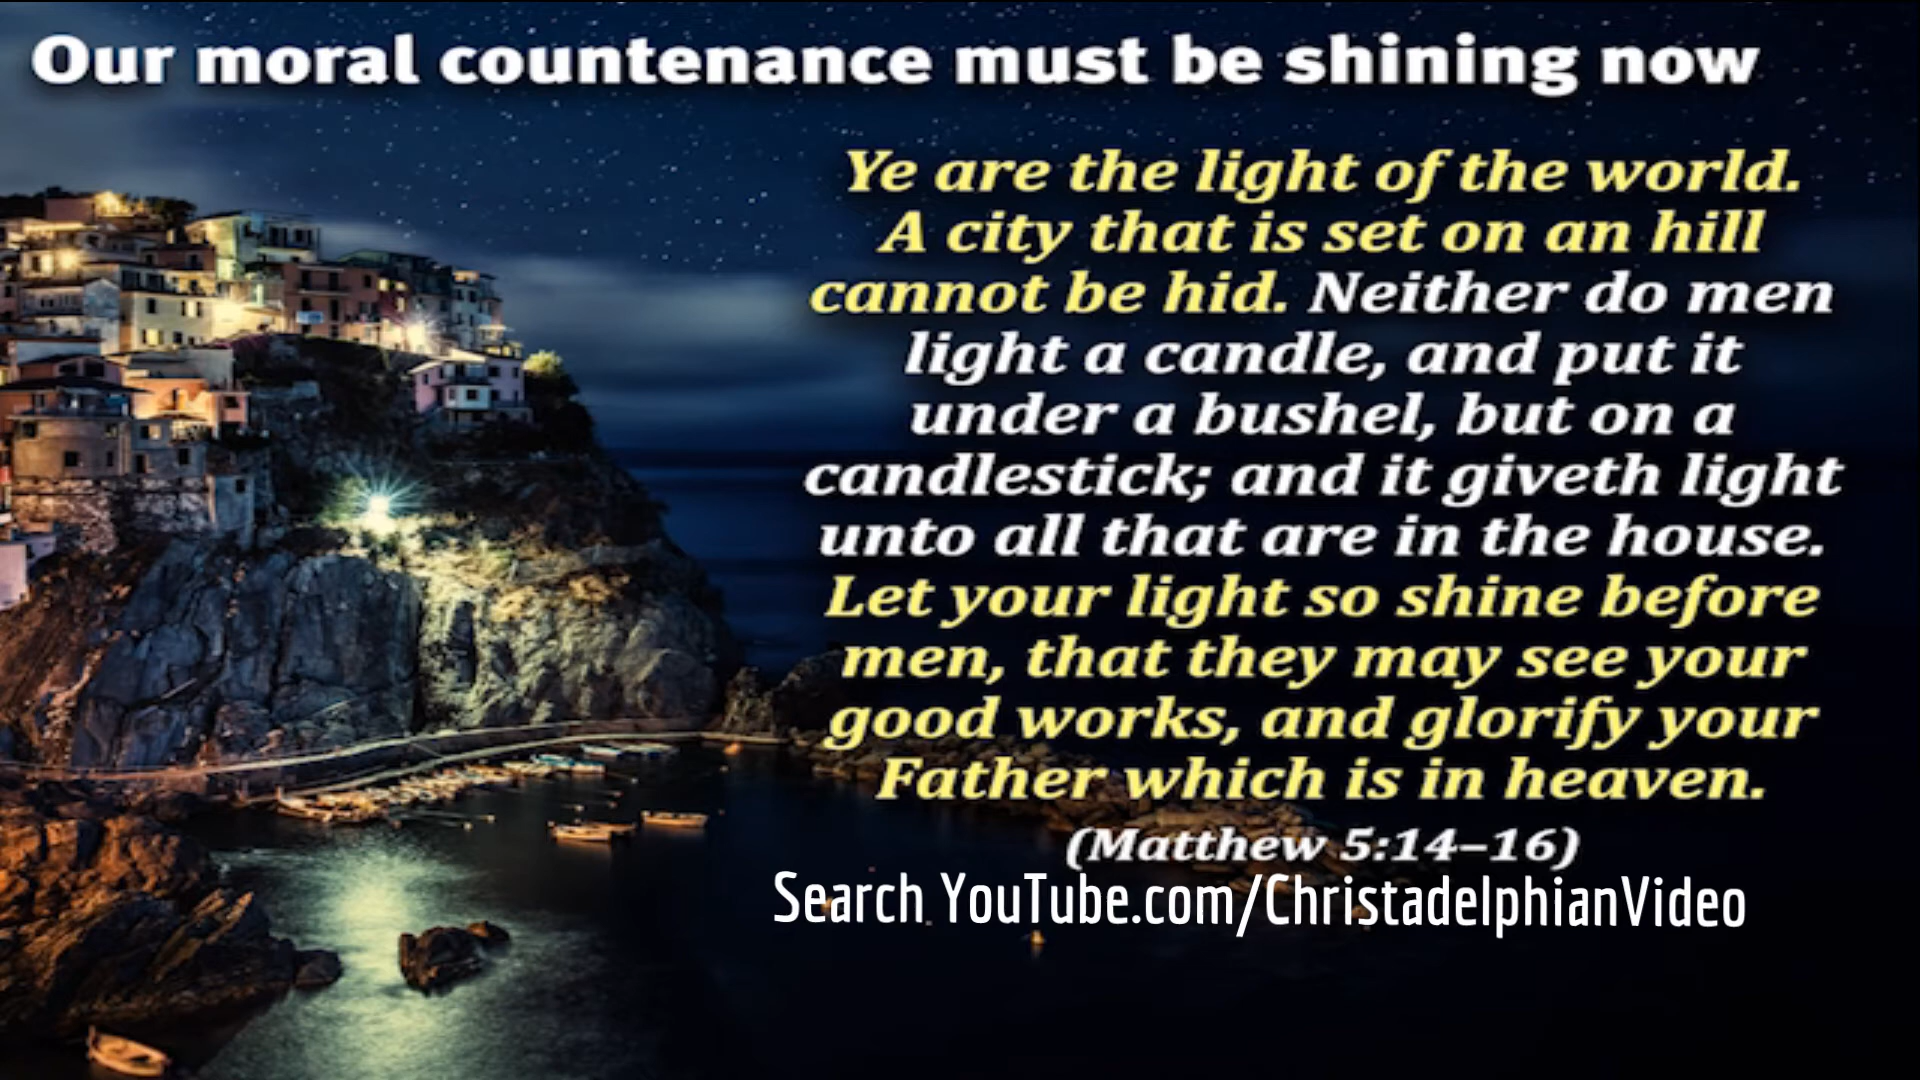 Our moral countenance must be shining now
Ye are the light of the world.
A city that is set on an hill
cannot be hid. Neither do men
light a candle, and put it
under a bushel, but on a
candlestick; and it giveth light
unto all that are in the house.
Let your light so shine before
men, that they may see your
good works, and glorify your
Father which is in heaven.
(Matthew 5:14–16)
Search YouTube.com/ChristadelphianVideo